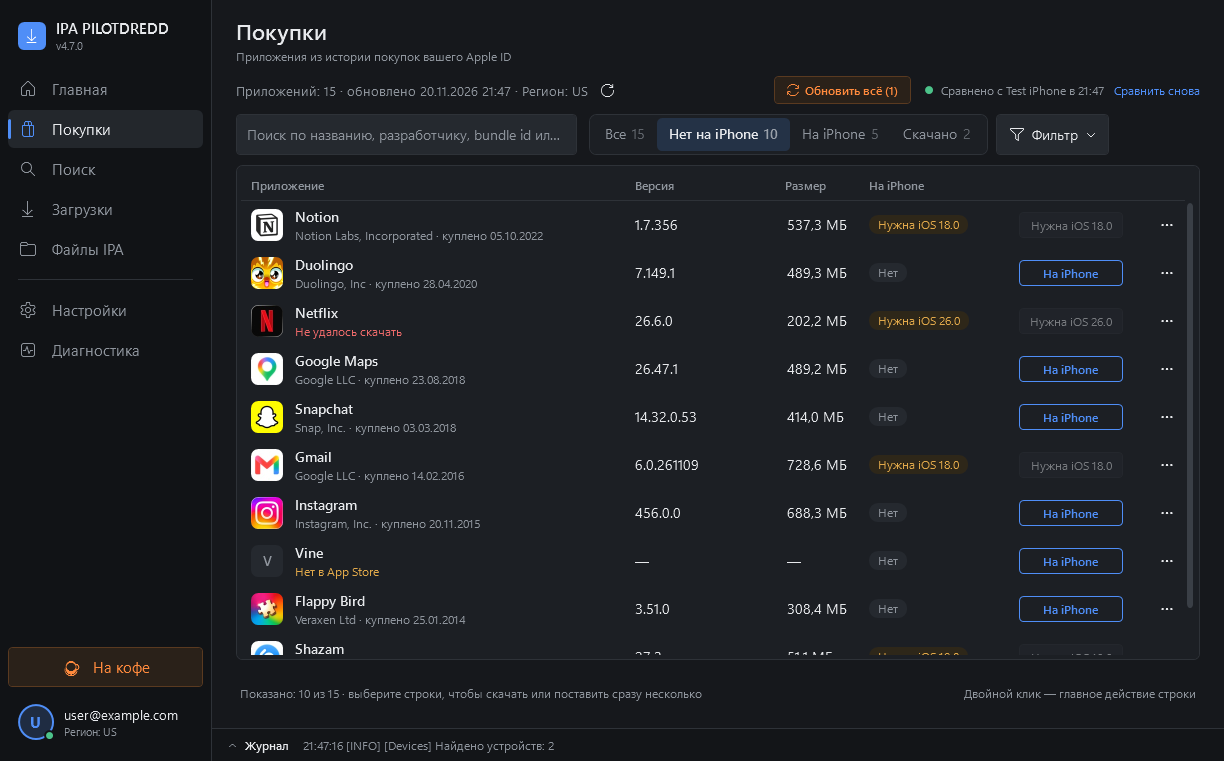 IPA PILOTDREDD
v4.7.0
Главная
Покупки
Поиск
Загрузки
Файлы IPA
Настройки
Диагностика
На кофе
U
user@example.com
Регион: US
Покупки
Приложения из истории покупок вашего Apple ID
Приложений: 15 · обновлено 20.11.2026 21:47 · Регион: US
Обновить всё (1)
Сравнено с Test iPhone в 21:47
Сравнить снова
Поиск по названию, разработчику, bundle id ил...
Все 15
Нет на iPhone 10
На iPhone 5
Скачано 2
Фильтр
Приложение Версия Размер На iPhone
Notion
Notion Labs, Incorporated · куплено 05.10.2022
1.7.356 537,3 МБ Нужна iOS 18.0 Нужна iOS 18.0
Duolingo
Duolingo, Inc · куплено 28.04.2020
7.149.1 489,3 МБ Нет На iPhone
Netflix
Не удалось скачать
26.6.0 202,2 МБ Нужна iOS 26.0 Нужна iOS 26.0
Google Maps
Google LLC · куплено 23.08.2018
26.47.1 489,2 МБ Нет На iPhone
Snapchat
Snap, Inc. · куплено 03.03.2018
14.32.0.53 414,0 МБ Нет На iPhone
Gmail
Google LLC · куплено 14.02.2016
6.0.261109 728,6 МБ Нужна iOS 18.0 Нужна iOS 18.0
Instagram
Instagram, Inc. · куплено 20.11.2015
456.0.0 688,3 МБ Нет На iPhone
V
Vine
Нет в App Store
— — Нет На iPhone
Flappy Bird
Veraxen Ltd · куплено 25.01.2014
3.51.0 308,4 МБ Нет На iPhone
Shazam
Показано: 10 из 15 · выберите строки, чтобы скачать или поставить сразу несколько
Двойной клик — главное действие строки
Журнал 21:47:16 [INFO] [Devices] Найдено устройств: 2